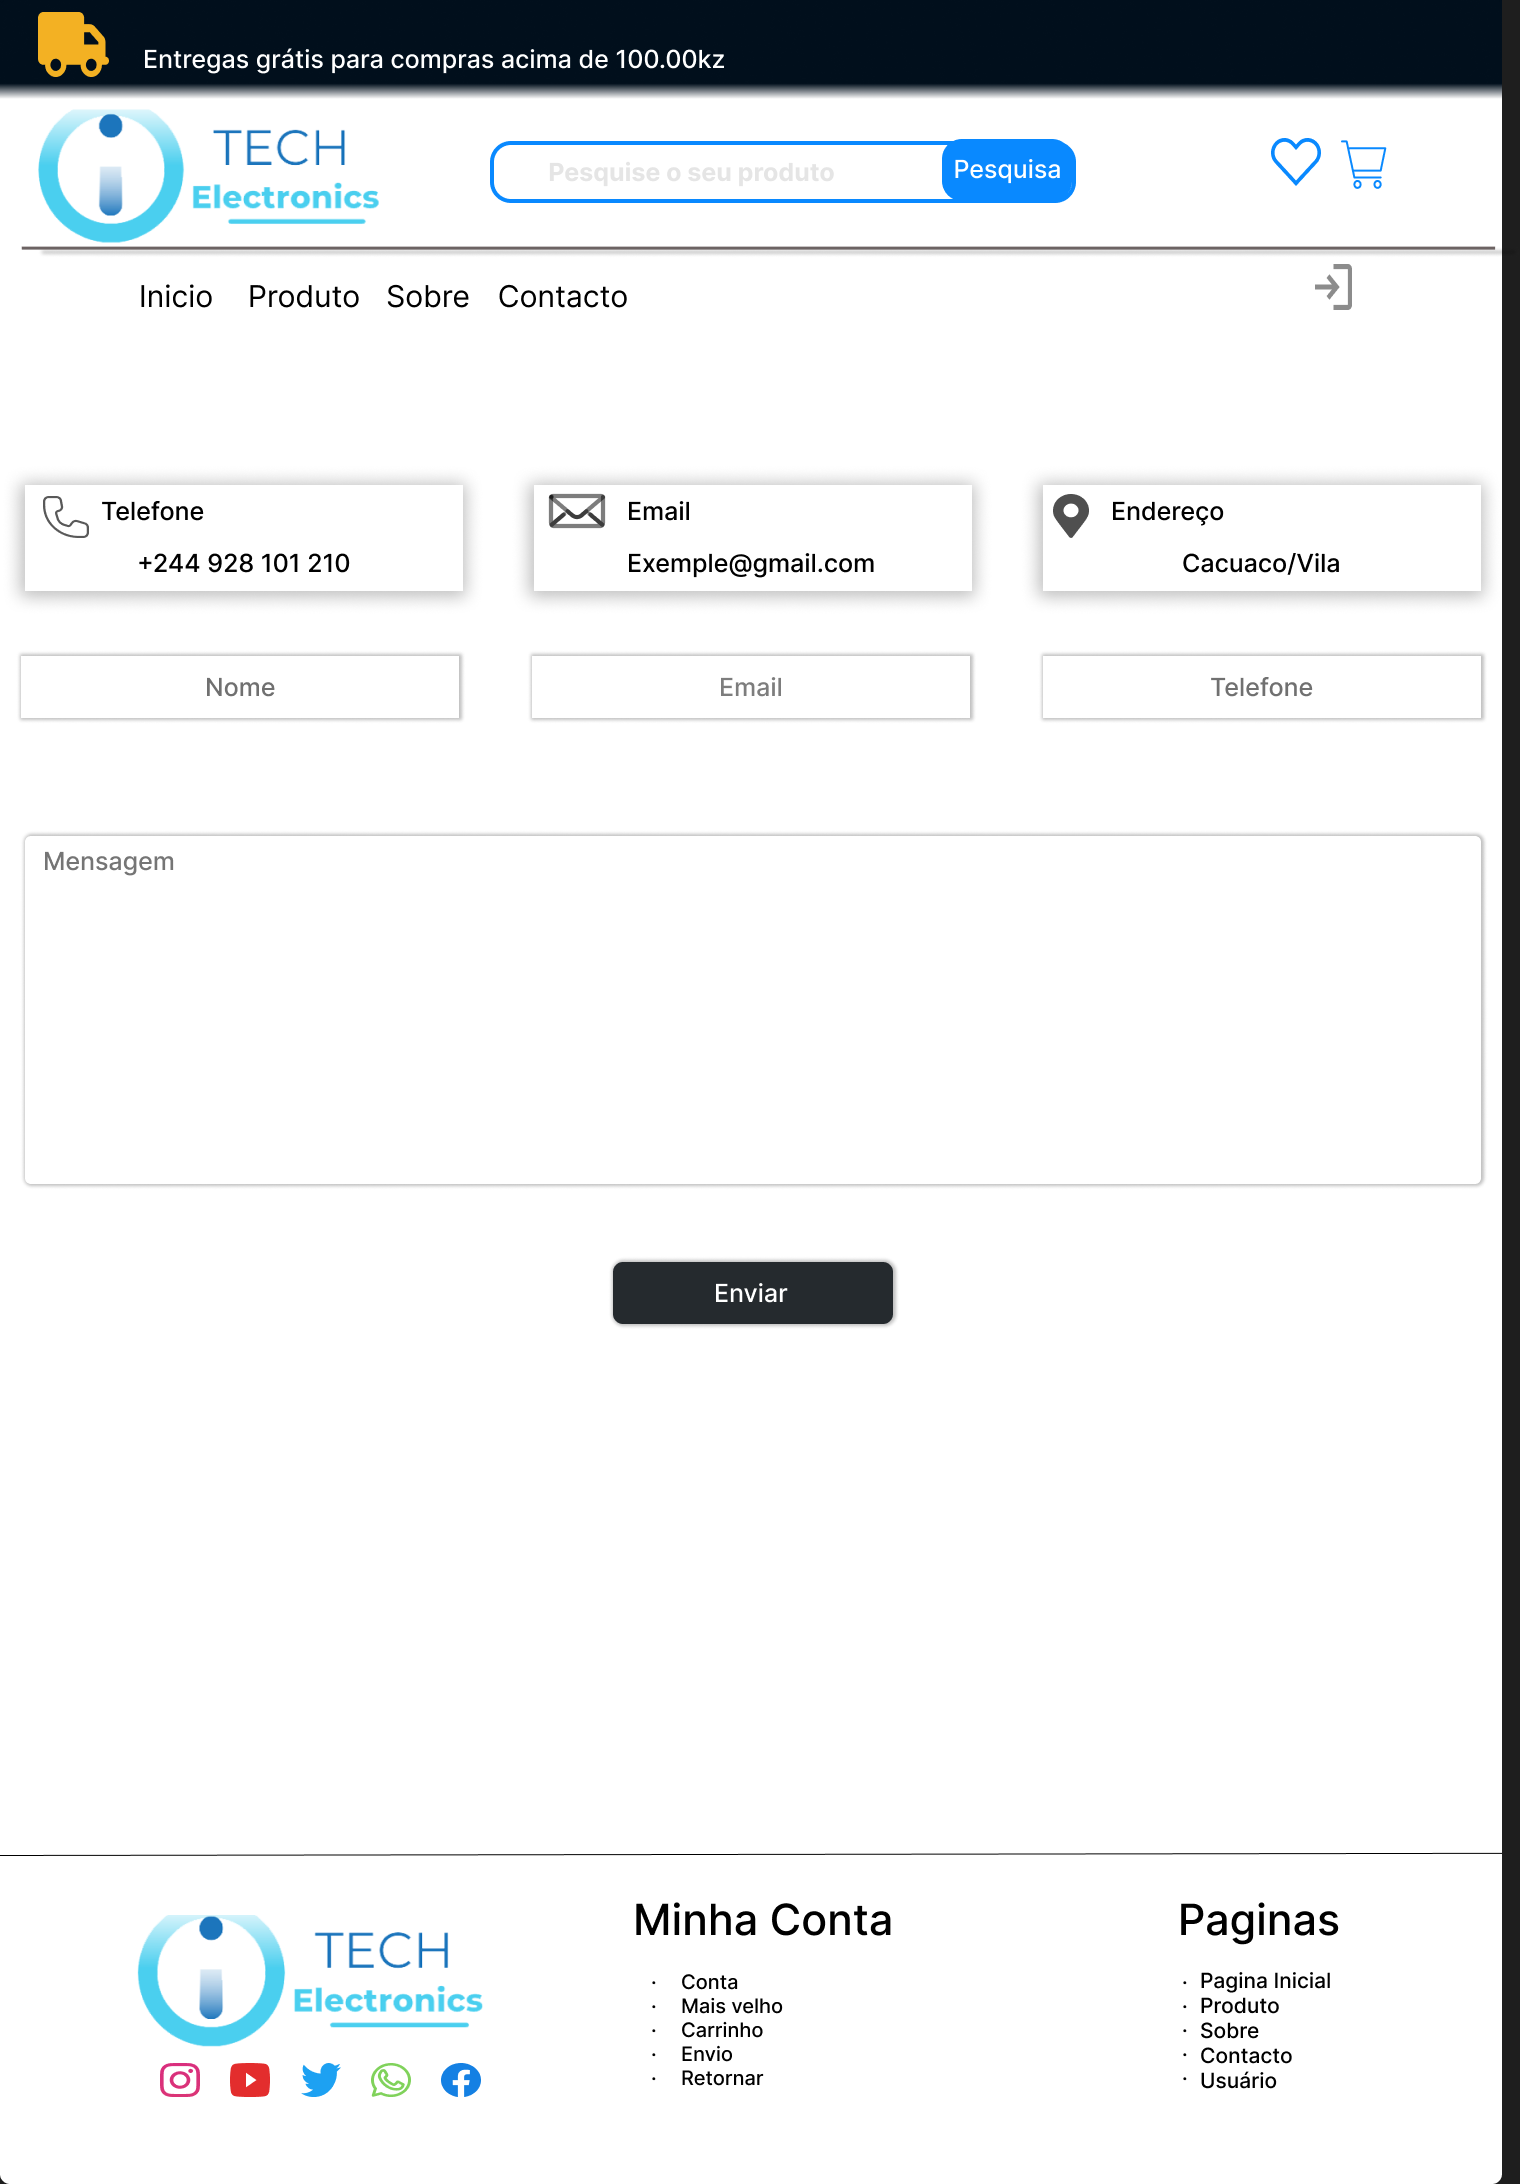 Entregas grátis para compras acima de 100.00kz
TECH
Electronics
Pesquise o seu produto
Pesquisa
Inicio Produto Sobre Contacto
Telefone
+244 928 101 210
Email
Exemple@gmail.com
Endereço
Cacuaco/Vila
Nome
Email
Telefone
Mensagem
Enviar
TECH
Electronics
Minha Conta
· Conta
· Mais velho
· Carrinho
· Envio
· Retornar
Paginas
· Pagina Inicial
· Produto
· Sobre
· Contacto
· Usuário